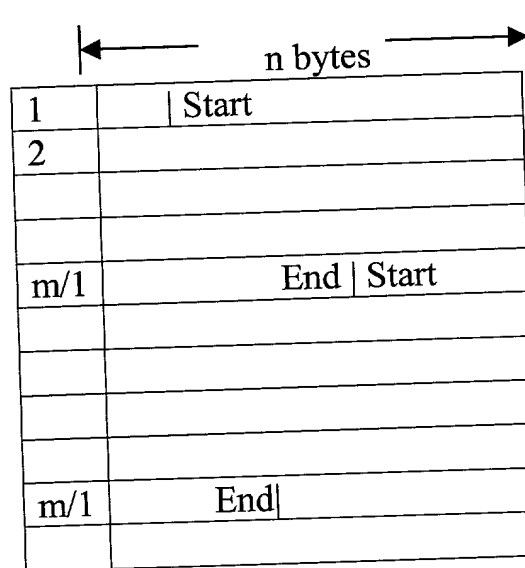 n bytes
1 | Start
2
m/1 End | Start
m/1 End|